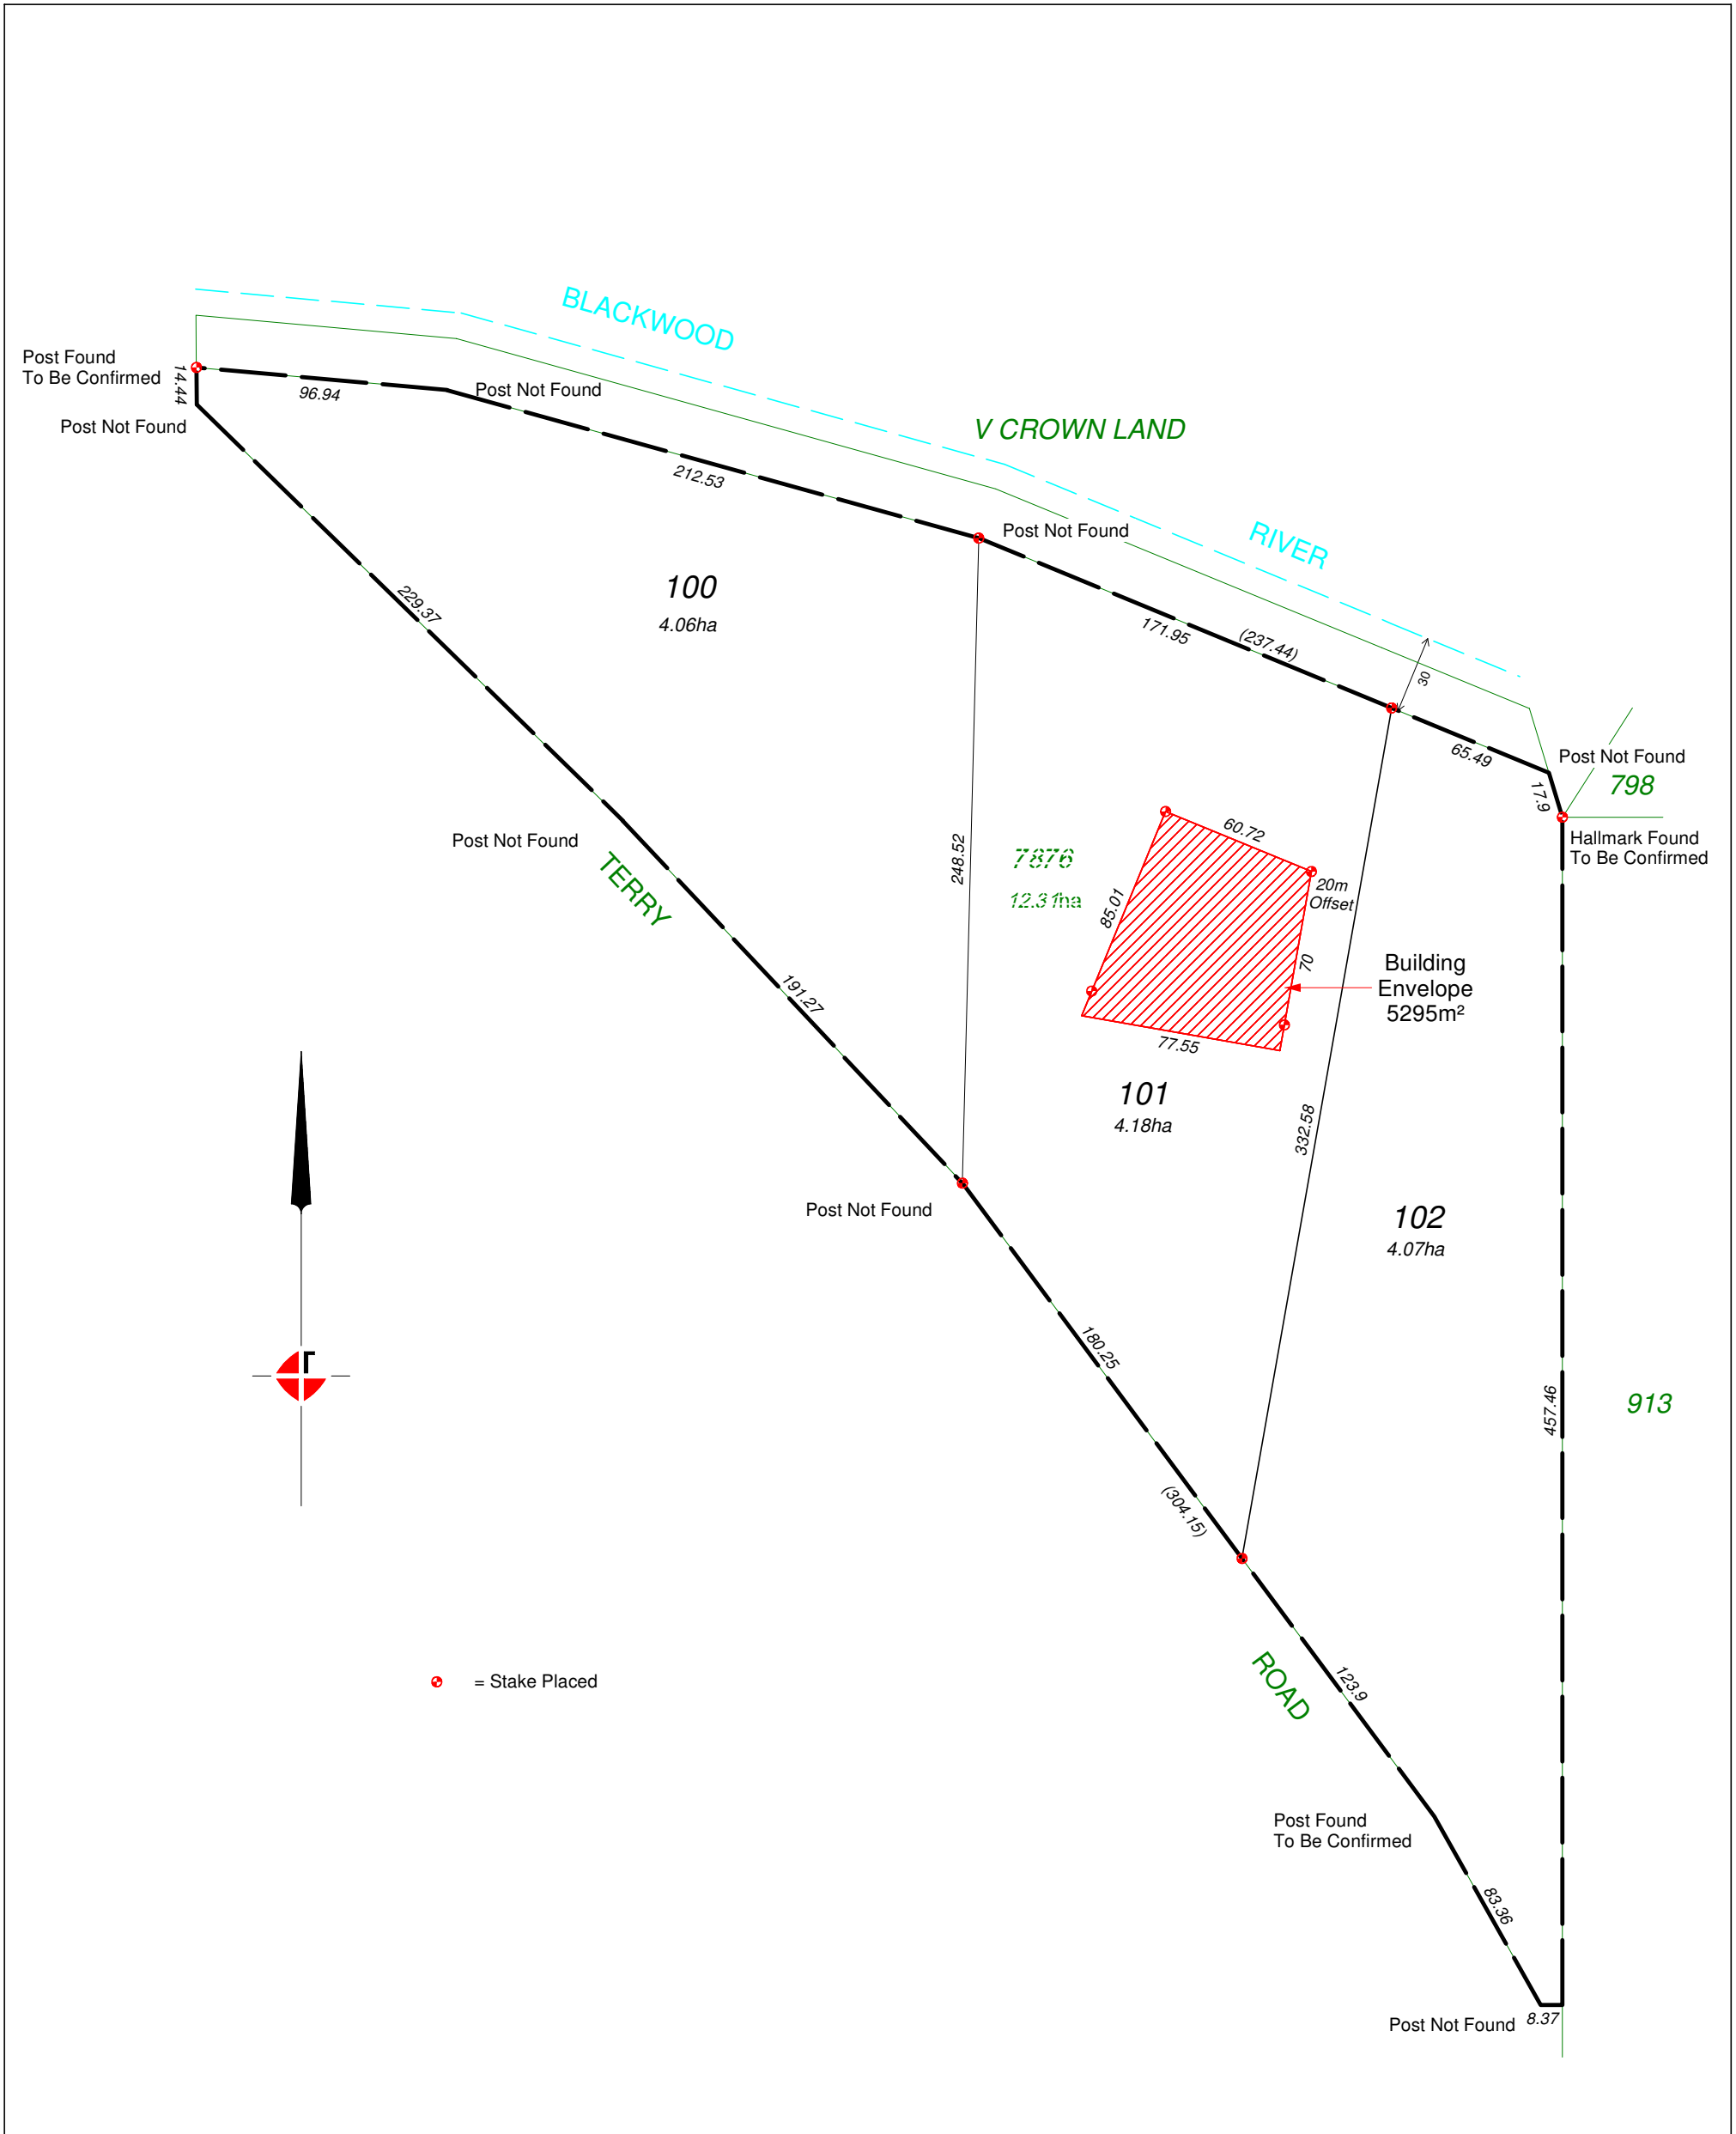 BLACKWOOD
Post Found
To Be Confirmed
14.44
96.94
Post Not Found
Post Not Found
V CROWN LAND
212.53
Post Not Found
RIVER
100
4.06ha
229.37
171.95
(237.44)
30
65.49
Post Not Found
798
17.9
Hallmark Found
To Be Confirmed
Post Not Found
TERRY
248.52
7876
12.31ha
60.72
85.01
20m
Offset
70
Building
Envelope
5295m²
77.55
191.27
101
4.18ha
332.58
Post Not Found
102
4.07ha
180.25
457.46
913
(304.15)
= Stake Placed
ROAD
123.9
Post Found
To Be Confirmed
83.36
Post Not Found
8.37